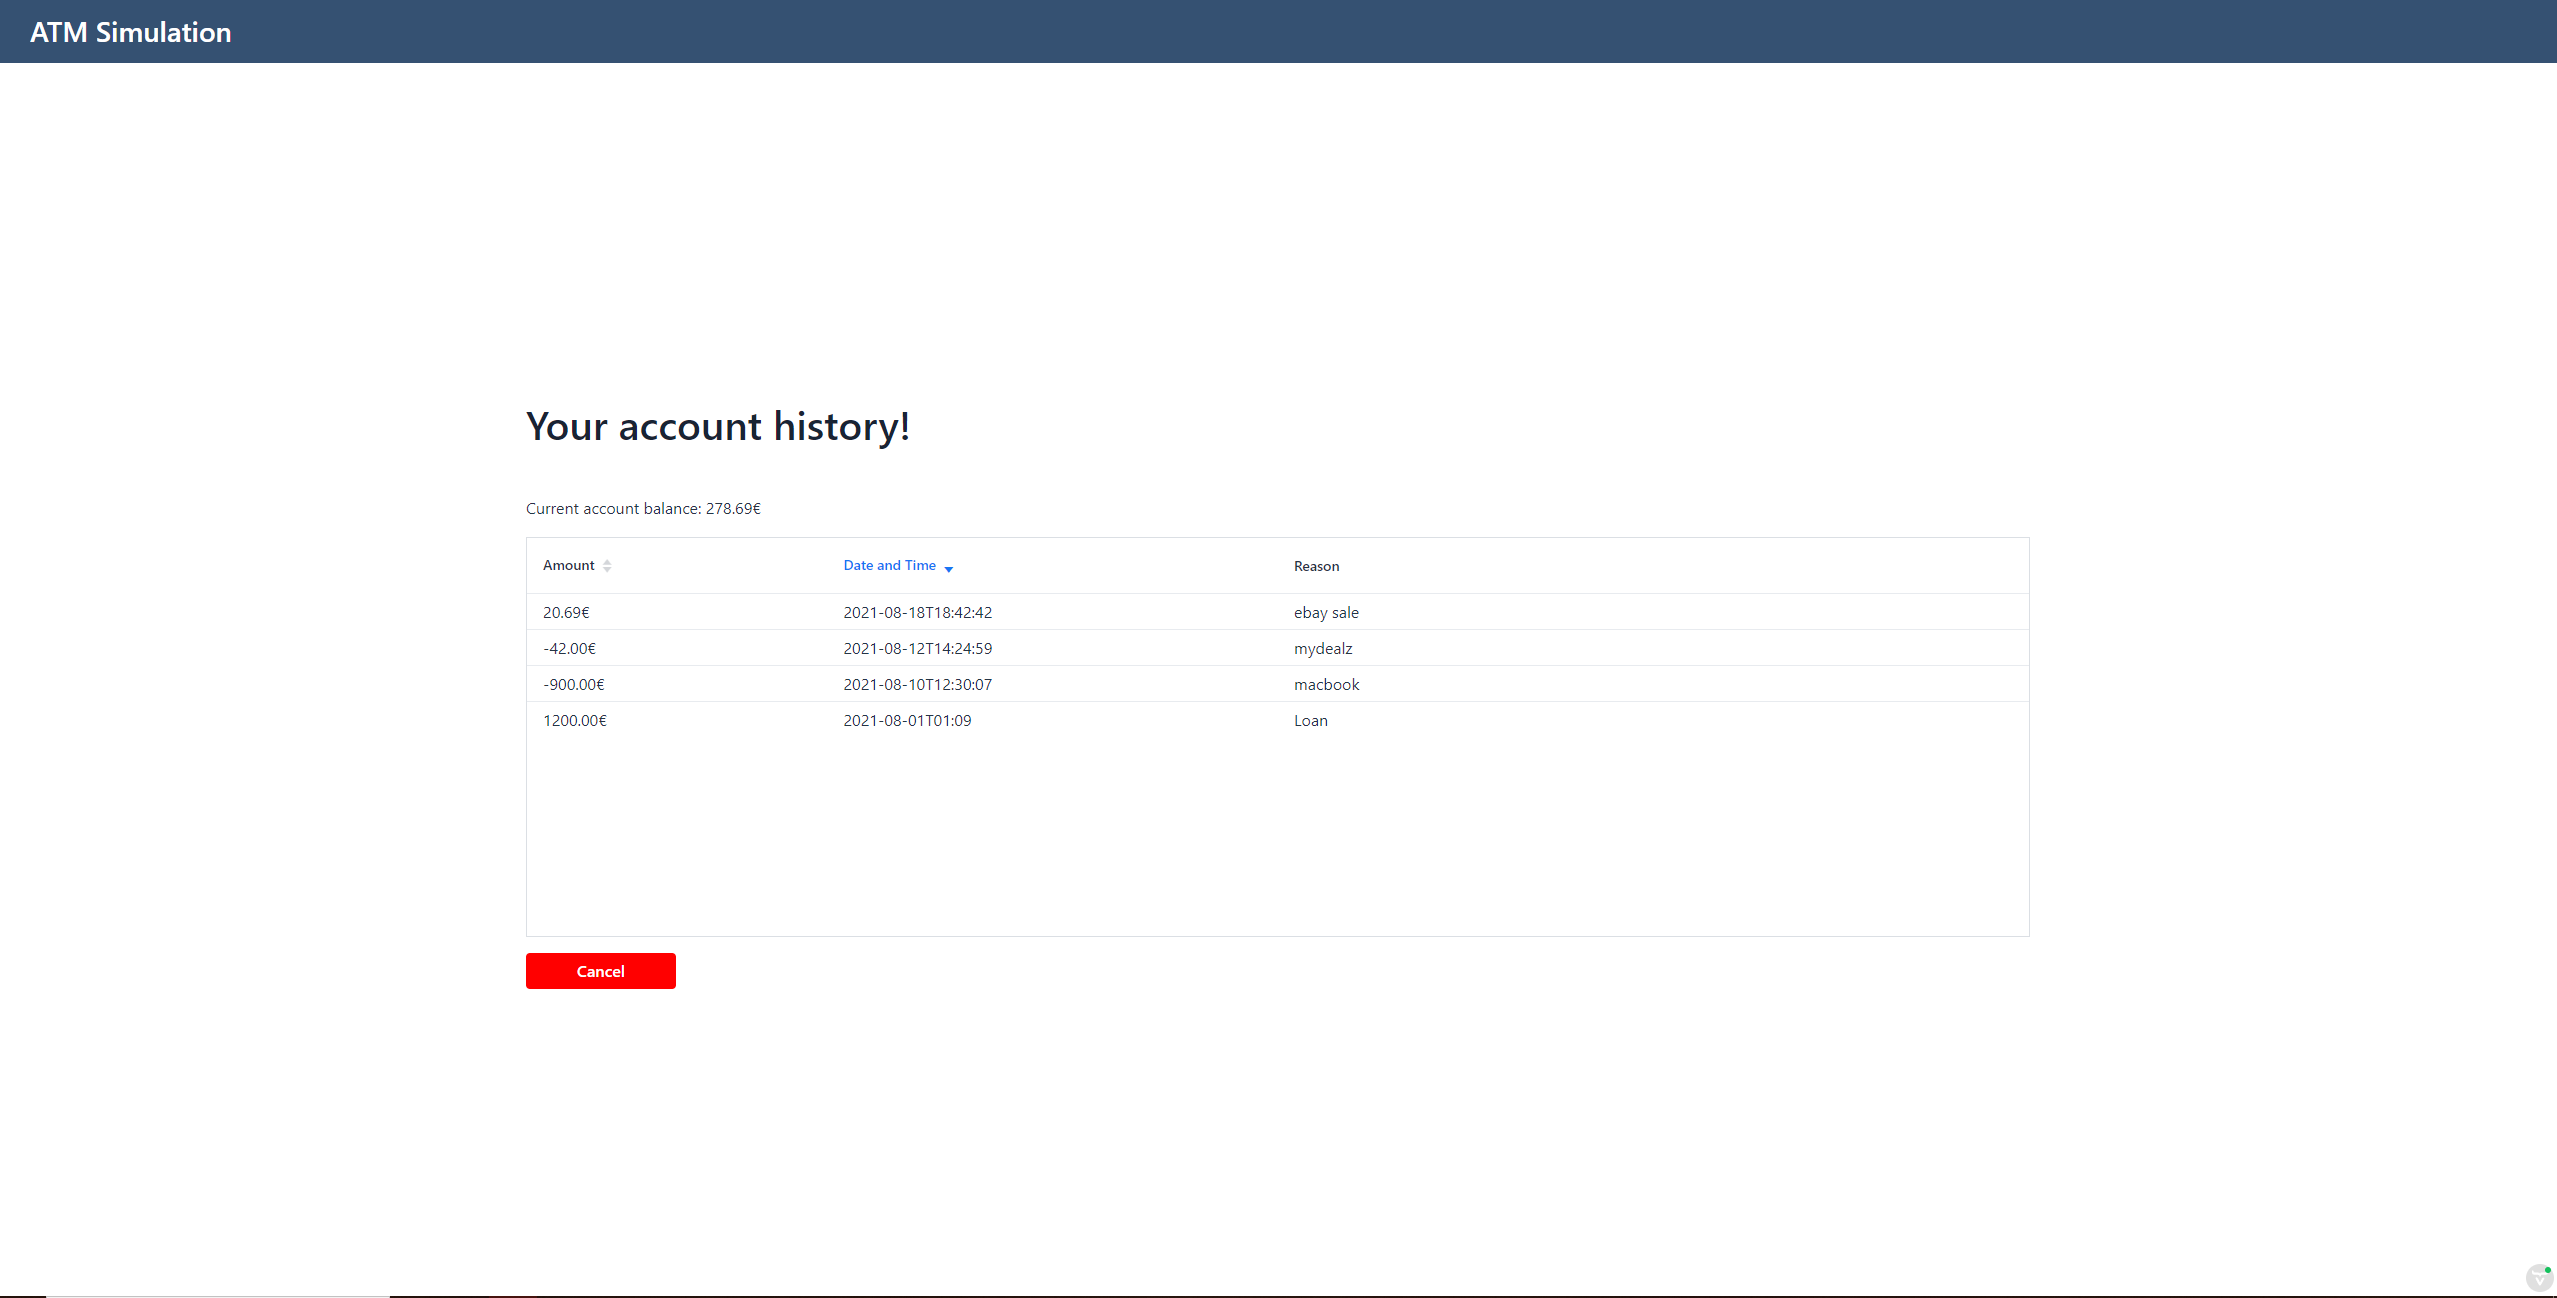 ATM Simulation
Your account history!
Current account balance: 278.69€
Amount Date and Time Reason
20.69€ 2021-08-18T18:42:42 ebay sale
-42.00€ 2021-08-12T14:24:59 mydealz
-900.00€ 2021-08-10T12:30:07 macbook
1200.00€ 2021-08-01T01:09 Loan
Cancel